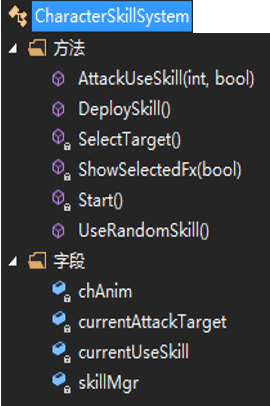 CharacterSkillSystem
方法
AttackUseSkill(int, bool)
DeploySkill()
SelectTarget()
ShowSelectedFx(bool)
Start()
UseRandomSkill()
字段
chAnim
currentAttackTarget
currentUseSkill
skillMgr